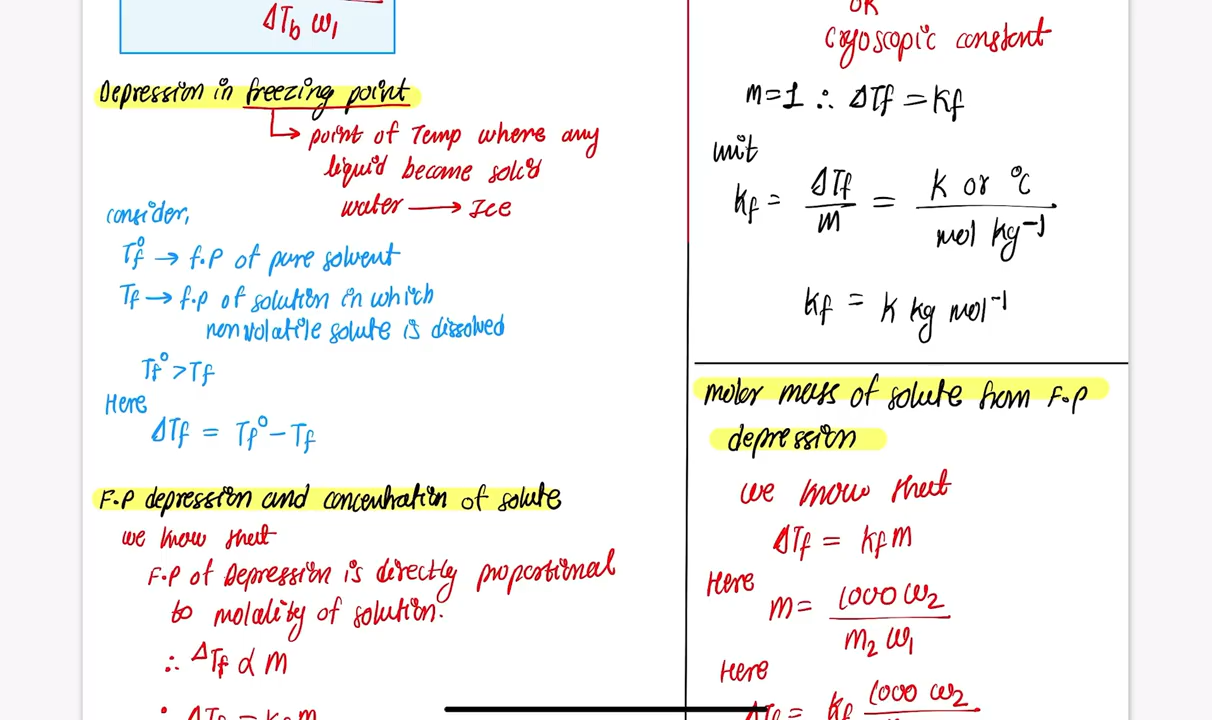 ΔTb W1
Depression in freezing point
→ point of Temp where any
liquid become solid
water → Ice
consider,
Tf° → f.P of pure solvent
Tf → f.p of solution in which
nonvolatile solute is dissolved
Tf° > Tf
Here
ΔTf = Tf° - Tf
F.P depression and concentration of solute
we know that
F.P of Depression is directly proportional
to molality of solution.
∴ ΔTf ∝ m
∴ ΔTf = Kf m
OR
Cryoscopic constant
m=1 ∴ ΔTf = Kf
unit
Kf = ΔTf / m = K or °C / mol kg⁻¹
Kf = K kg mol⁻¹
molar mass of solute from F.P
depression
we know that
ΔTf = Kf m
Here
m = 1000 W2 / M2 W1
Here
ΔTf = Kf 1000 W2